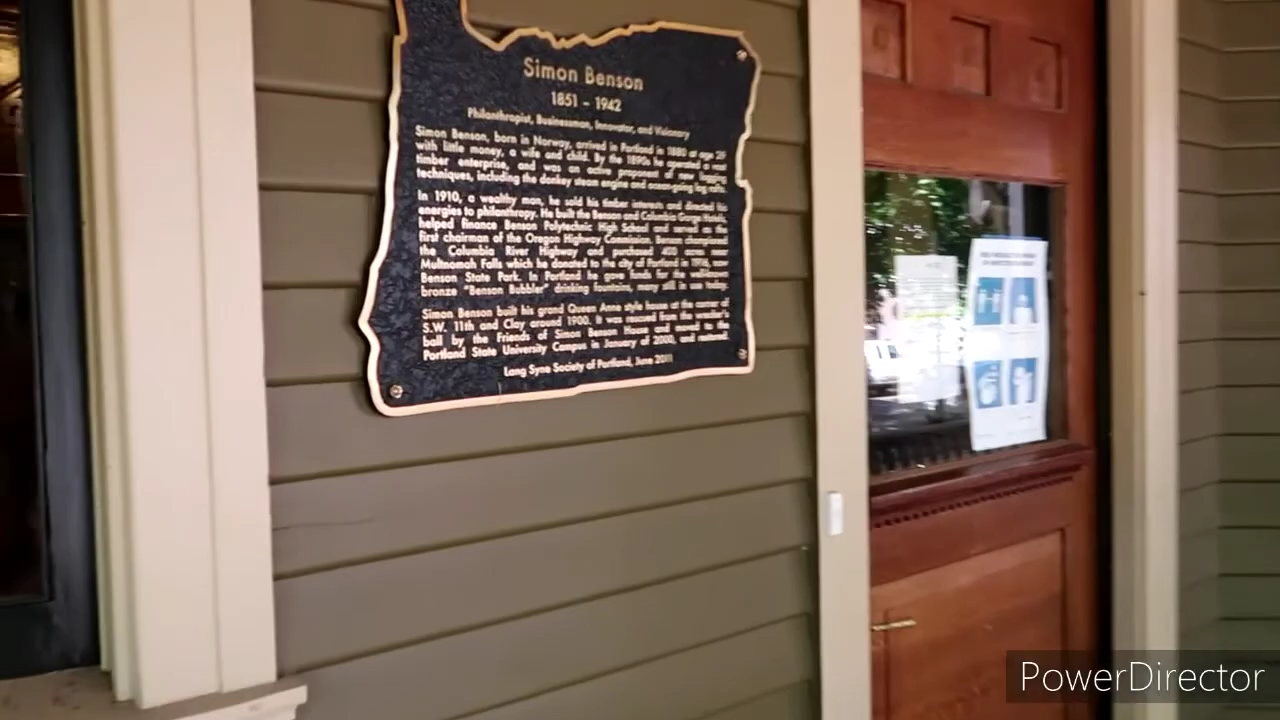 Simon Benson
1851 – 1942
Philanthropist, Businessman, Innovator, and Visionary
Simon Benson, born in Norway, arrived in Portland in 1880 at age 29
with little money, a wife and child. By the 1890s he operated a
timber enterprise, and was an active proponent of new logging
techniques, including the donkey steam engine and ocean-going log rafts.
In 1910, a wealthy man, he sold his timber interests and directed his
energies to philanthropy. He built the Benson and Columbia Gorge Hotels,
helped finance Benson Polytechnic High School and served as the
first chairman of the Oregon Highway Commission. Benson championed
the Columbia River Highway and purchased 400 acres near
Multnomah Falls which he donated to the city of Portland in
Benson State Park. In Portland he gave funds for the well-known
bronze "Benson Bubbler" drinking fountains, many still in use today.
Simon Benson built his grand Queen Anne style house at the corner of
S.W. 11th and Clay around 1900. It was rescued from the wrecker's
ball by the Friends of Simon Benson House and moved to the
Portland State University Campus in January of 2000, and restored.
Lang Syne Society of Portland, June 2011
PowerDirector